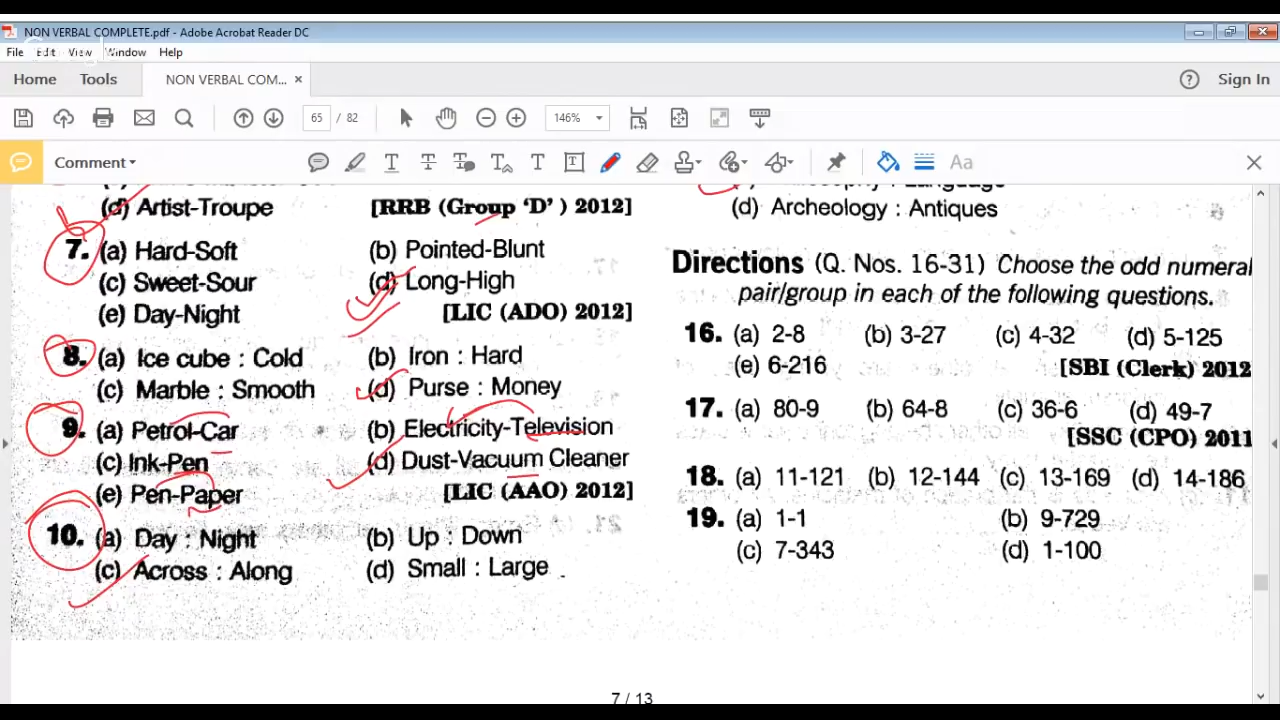 NON VERBAL COMPLETE.pdf - Adobe Acrobat Reader DC
File Edit View Window Help
Home Tools NON VERBAL COM... × Sign In
65 / 82 146%
Comment
(d) Artist-Troupe [RRB (Group 'D' ) 2012]
7. (a) Hard-Soft (b) Pointed-Blunt
(c) Sweet-Sour (d) Long-High
(e) Day-Night [LIC (ADO) 2012]
8. (a) Ice cube : Cold (b) Iron : Hard
(c) Marble : Smooth (d) Purse : Money
9. (a) Petrol-Car (b) Electricity-Television
(c) Ink-Pen (d) Dust-Vacuum Cleaner
(e) Pen-Paper [LIC (AAO) 2012]
10. (a) Day : Night (b) Up : Down
(c) Across : Along (d) Small : Large
Language
(d) Archeology : Antiques
Directions (Q. Nos. 16-31) Choose the odd numeral
pair/group in each of the following questions.
16. (a) 2-8 (b) 3-27 (c) 4-32 (d) 5-125
(e) 6-216 [SBI (Clerk) 2012
17. (a) 80-9 (b) 64-8 (c) 36-6 (d) 49-7
[SSC (CPO) 2011
18. (a) 11-121 (b) 12-144 (c) 13-169 (d) 14-186
19. (a) 1-1 (b) 9-729
(c) 7-343 (d) 1-100
7 / 13